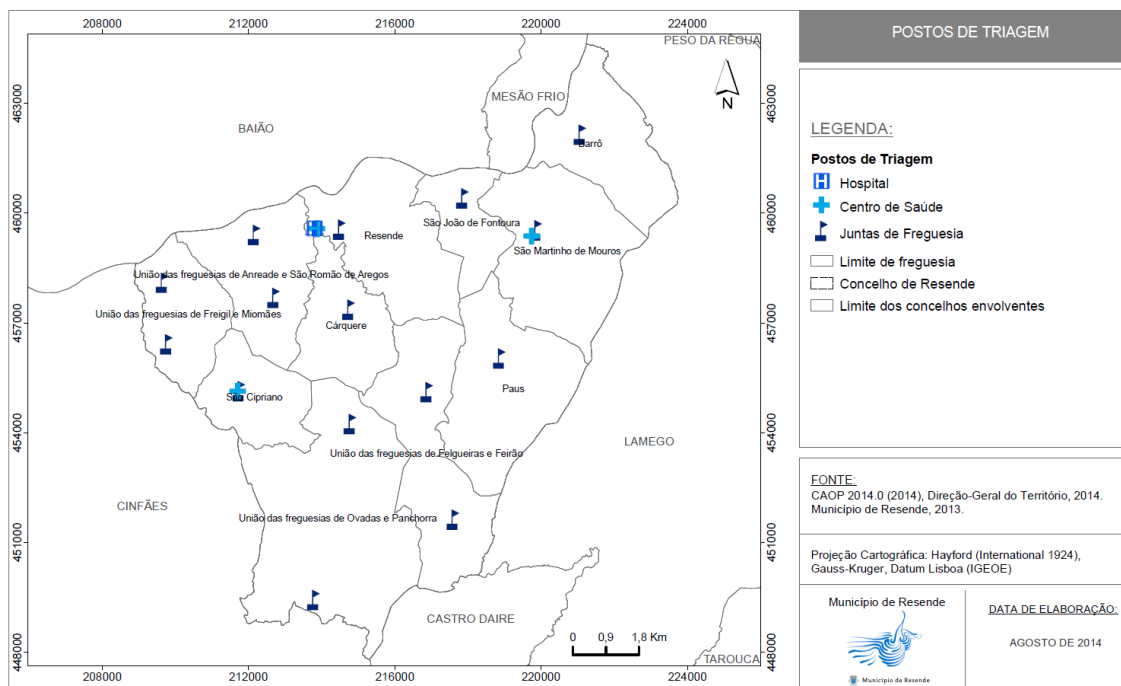 208000 212000 216000 220000 224000
PESO DA RÉGUA
MESÃO FRIO
N
463000 463000
BAIÃO
Barrô
460000 460000
São João de Fontoura
Resende
São Martinho de Mouros
União das freguesias de Anreade e São Romão de Aregos
União das freguesias de Freigil e Miomães
457000 457000
Cárquere
Paus
São Cipriano
454000 454000
LAMEGO
União das freguesias de Felgueiras e Feirão
CINFÃES
União das freguesias de Ovadas e Panchorra
451000 451000
CASTRO DAIRE
0 0,9 1,8 Km
448000 448000
TAROUCA
208000 212000 216000 220000 224000
POSTOS DE TRIAGEM
LEGENDA:
Postos de Triagem
H Hospital
Centro de Saúde
Juntas de Freguesia
Limite de freguesia
Concelho de Resende
Limite dos concelhos envolventes
FONTE:
CAOP 2014.0 (2014), Direção-Geral do Território, 2014.
Município de Resende, 2013.
Projeção Cartográfica: Hayford (International 1924),
Gauss-Kruger, Datum Lisboa (IGEOE)
Município de Resende
Município de Resende
DATA DE ELABORAÇÃO:
AGOSTO DE 2014